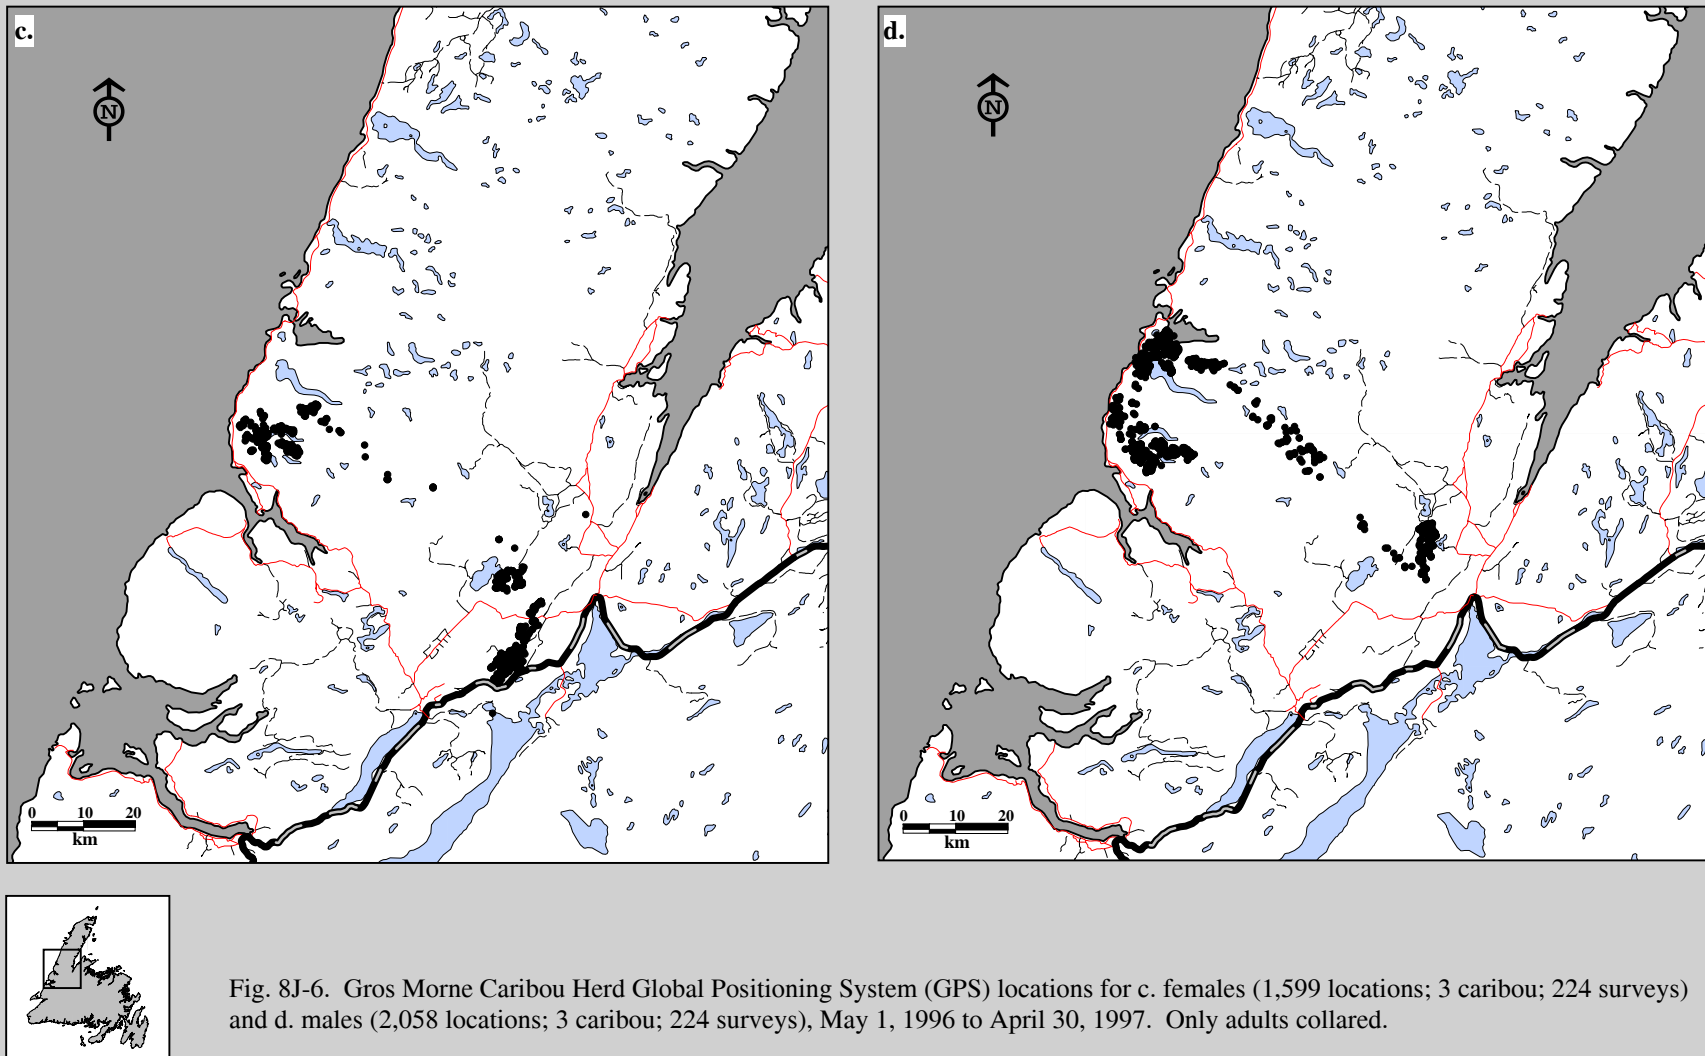 c.
N
0 10 20
km
d.
N
0 10 20
km
Fig. 8J-6. Gros Morne Caribou Herd Global Positioning System (GPS) locations for c. females (1,599 locations; 3 caribou; 224 surveys)
and d. males (2,058 locations; 3 caribou; 224 surveys), May 1, 1996 to April 30, 1997. Only adults collared.